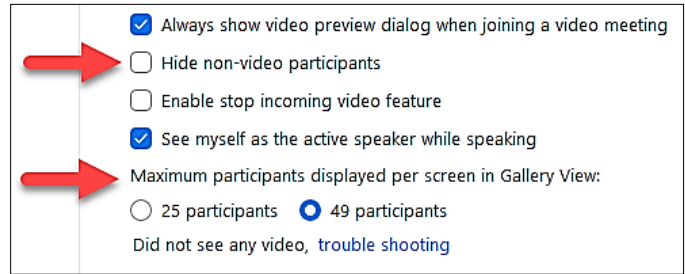 Always show video preview dialog when joining a video meeting
Hide non-video participants
Enable stop incoming video feature
See myself as the active speaker while speaking
Maximum participants displayed per screen in Gallery View:
25 participants 49 participants
Did not see any video, trouble shooting